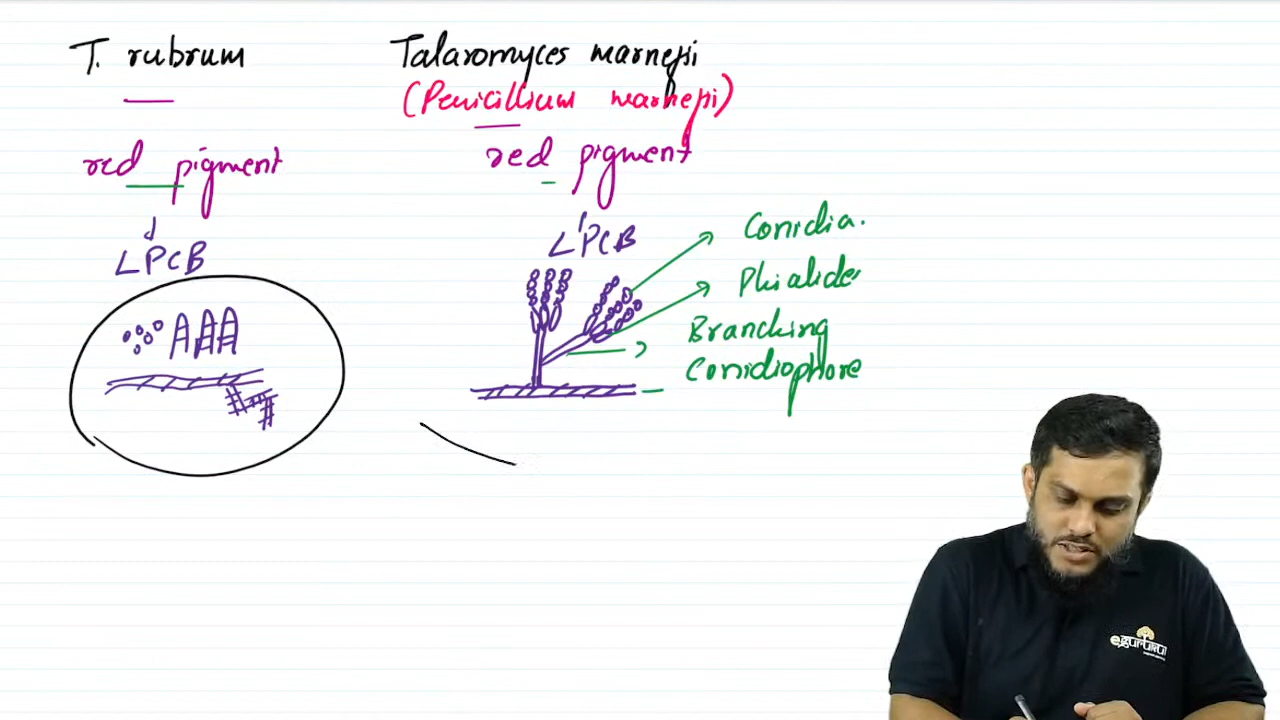 T. rubrum
Talaromyces marneffei
(Penicillium marneffei)
red pigment
red pigment
LPCB
LPCB
Conidia.
Phialide
Branching
Conidiophore
egurukul